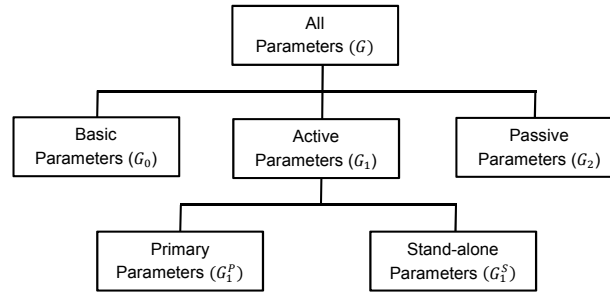 All
Parameters (G)
Basic
Parameters (G₀)
Active
Parameters (G₁)
Passive
Parameters (G₂)
Primary
Parameters (G₁ᴾ)
Stand-alone
Parameters (G₁ˢ)